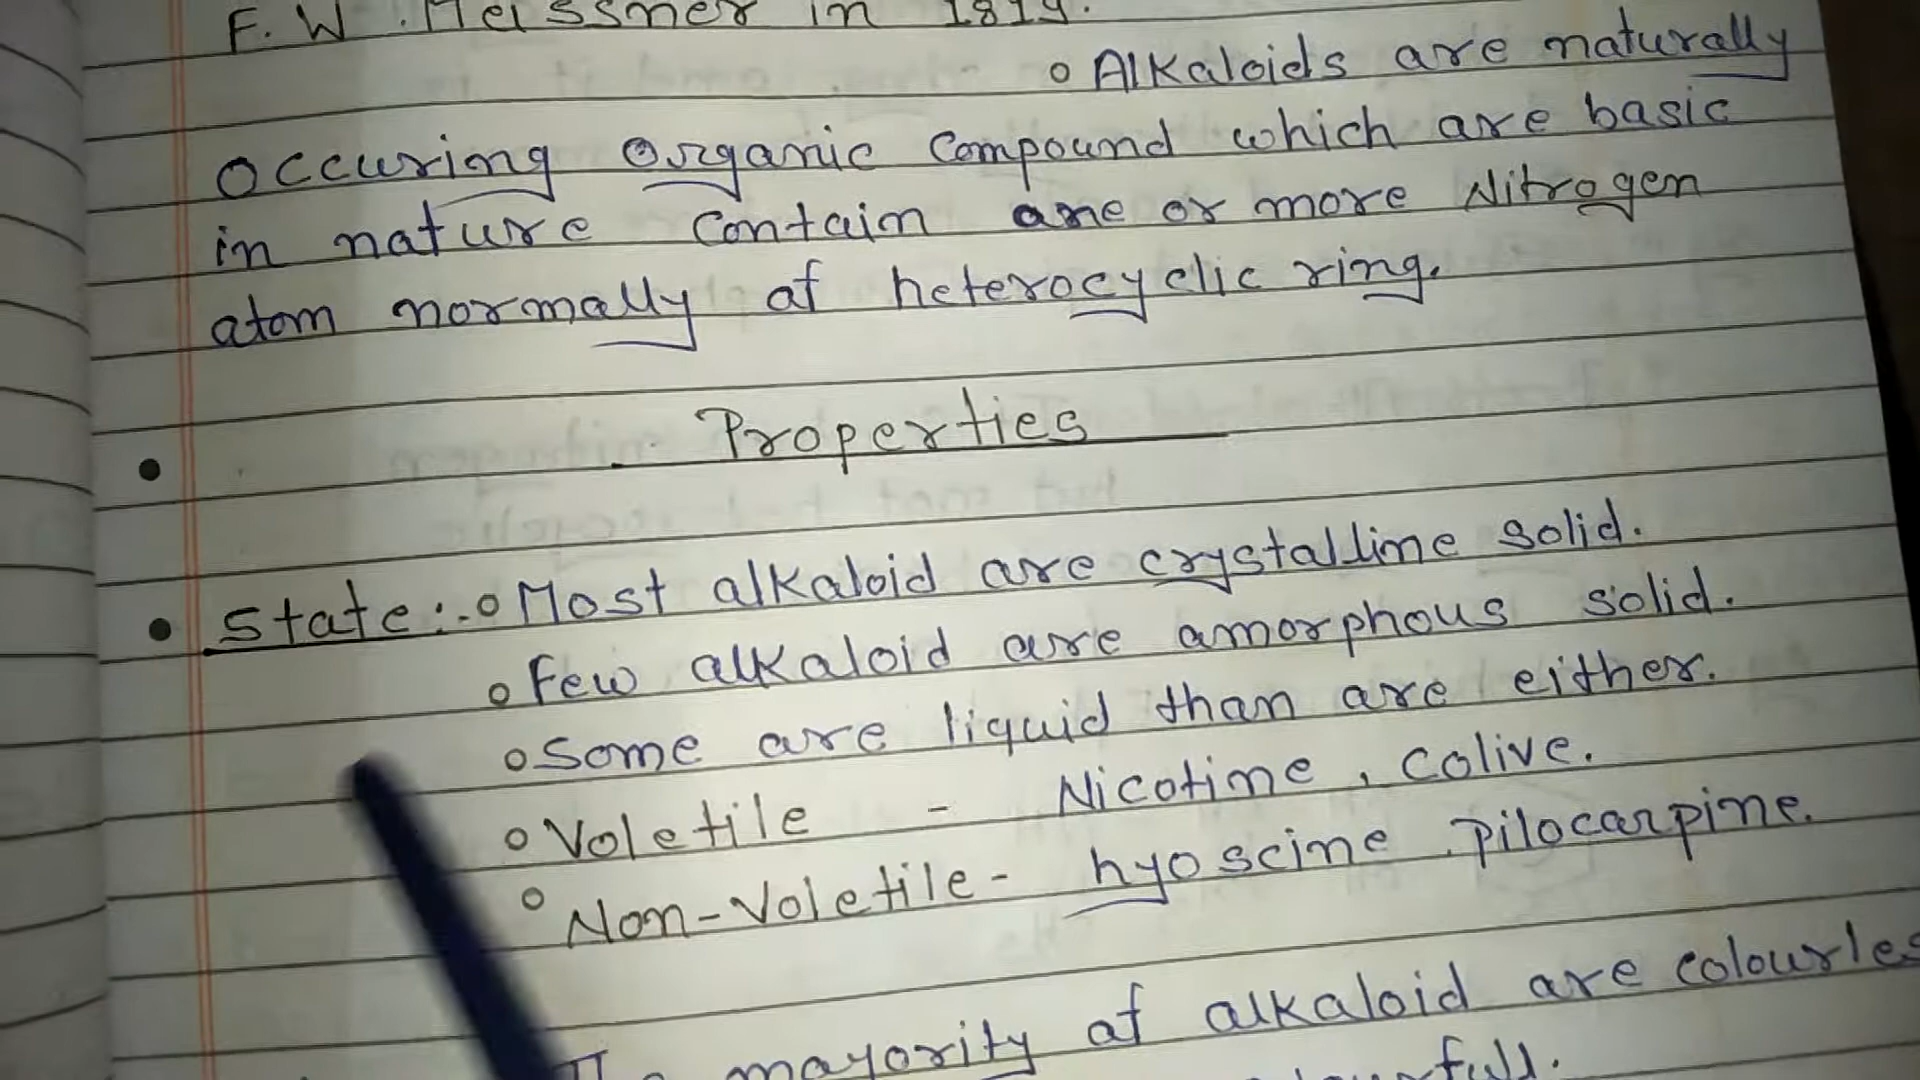 F. W. Meissner in 1819.
o Alkaloids are naturally
occuring organic compound which are basic
in nature contain one or more Nitrogen
atom normally of heterocyclic ring.
Properties
• State:- o Most alkaloid are crystalline solid.
o Few alkaloid are amorphous solid.
o Some are liquid than are either.
o Voletile - Nicotine, Colive.
o Non-Voletile - hyoscine, Pilocarpine.
mayority of alkaloid are colourles